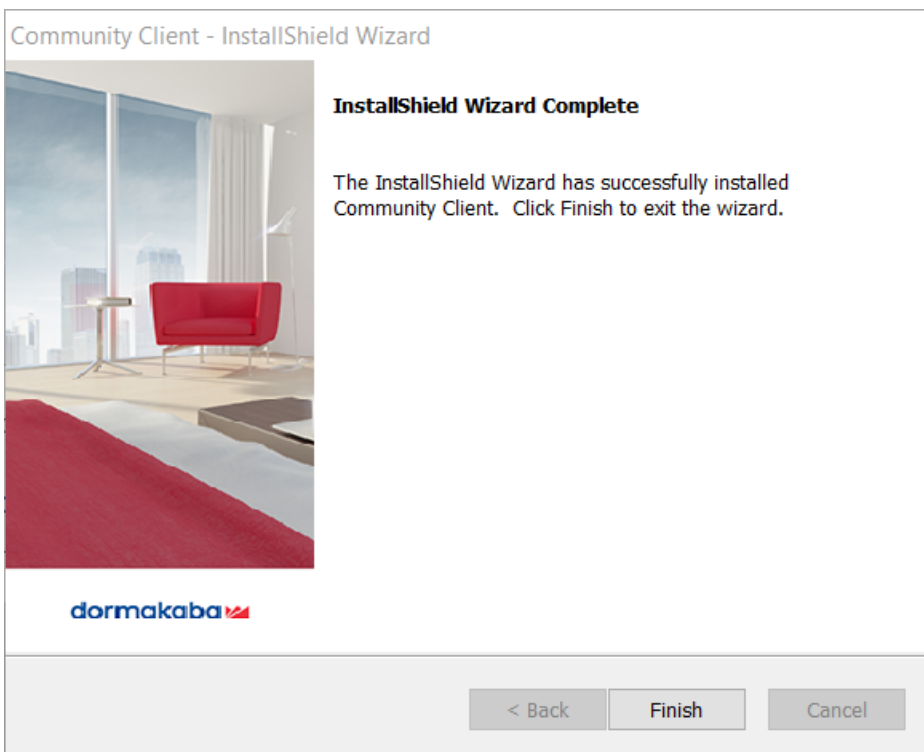 Community Client - InstallShield Wizard
InstallShield Wizard Complete
The InstallShield Wizard has successfully installed
Community Client.  Click Finish to exit the wizard.
dormakaba
< Back
Finish
Cancel